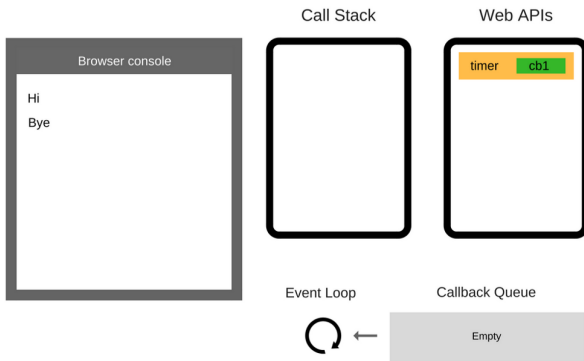 Call Stack
Web APIs
Browser console
timer
cb1
Hi
Bye
Event Loop
Callback Queue
Empty